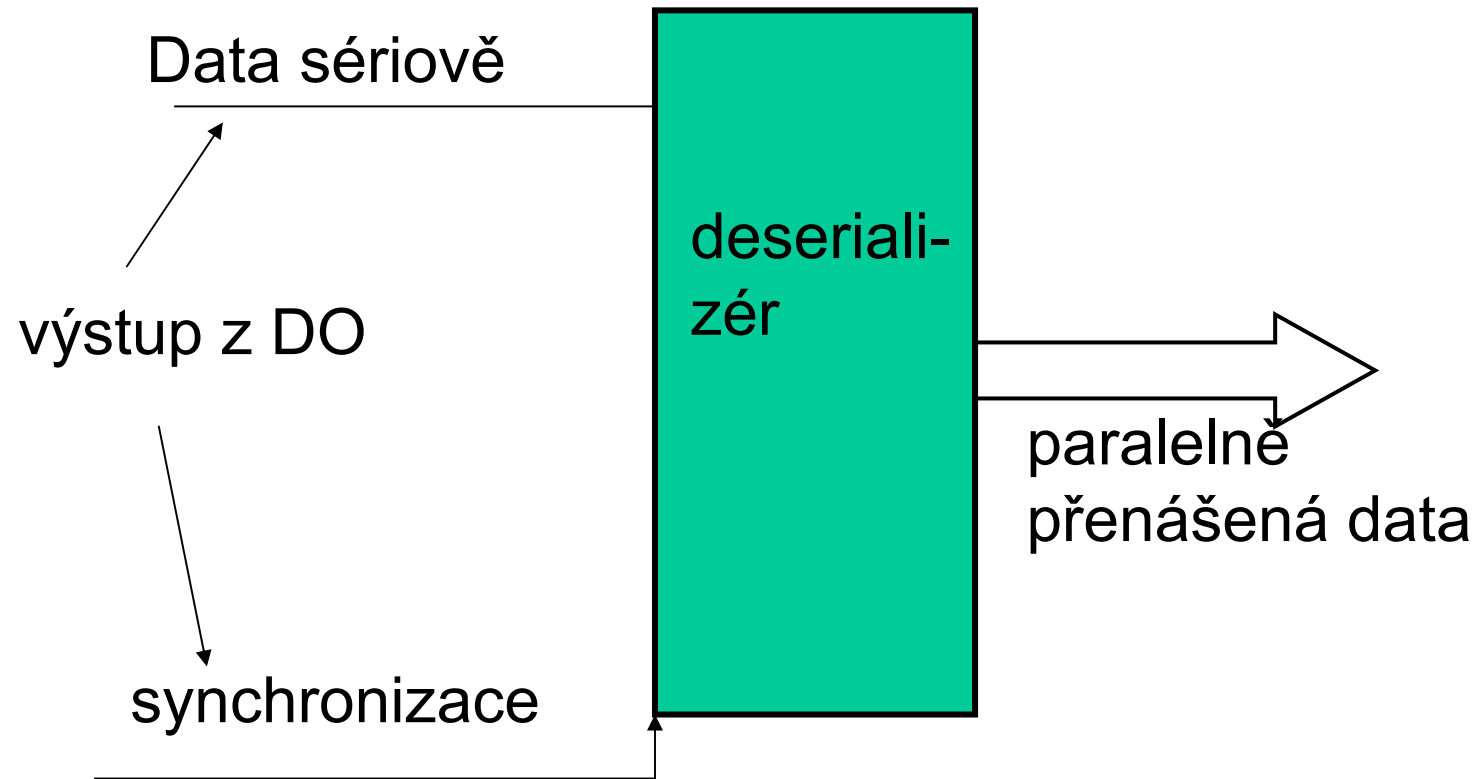 Data sériově
deseriali-
zér
výstup z DO
paralelně
přenášená data
synchronizace